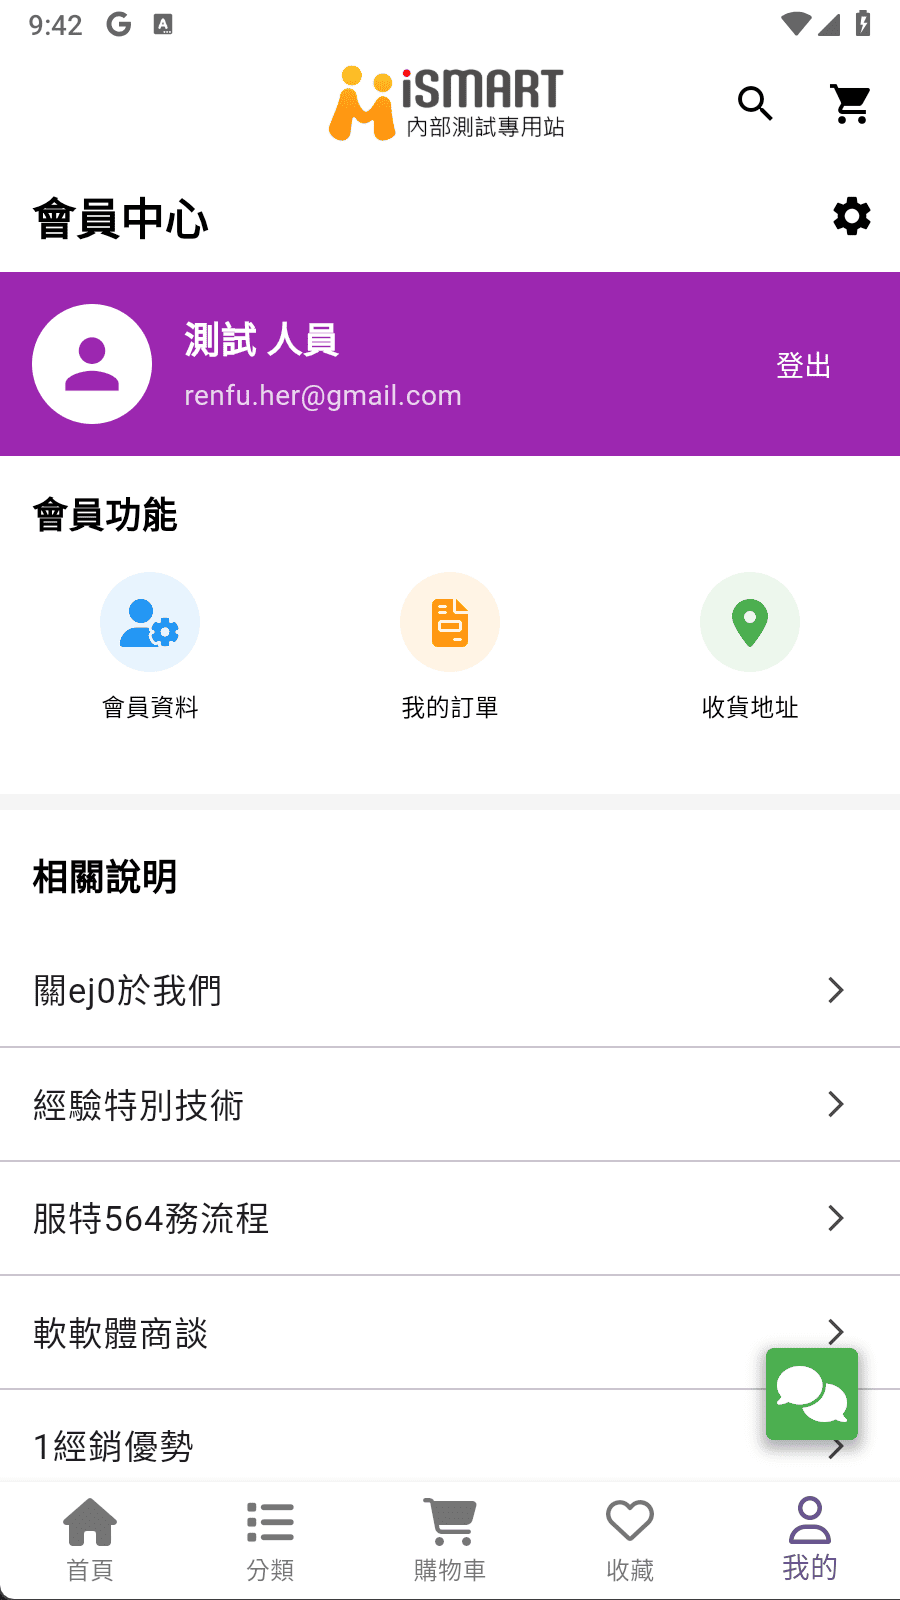 9:42
iSMART
內部測試專用站
會員中心
測試 人員
renfu.her@gmail.com
登出
會員功能
會員資料
我的訂單
收貨地址
相關說明
關ej0於我們
經驗特別技術
服特564務流程
軟軟體商談
1經銷優勢
首頁
分類
購物車
收藏
我的